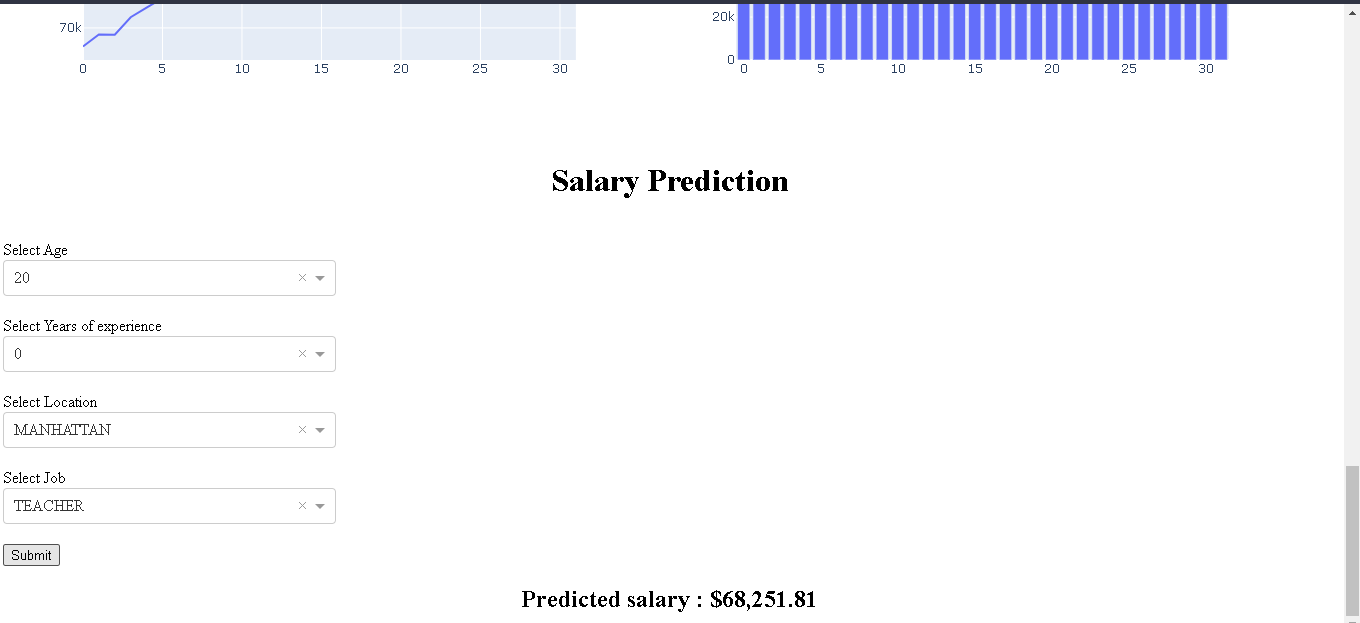 70k
0 5 10 15 20 25 30
20k
0
0 5 10 15 20 25 30
Salary Prediction
Select Age
20 ×
Select Years of experience
0 ×
Select Location
MANHATTAN ×
Select Job
TEACHER ×
Submit
Predicted salary : $68,251.81